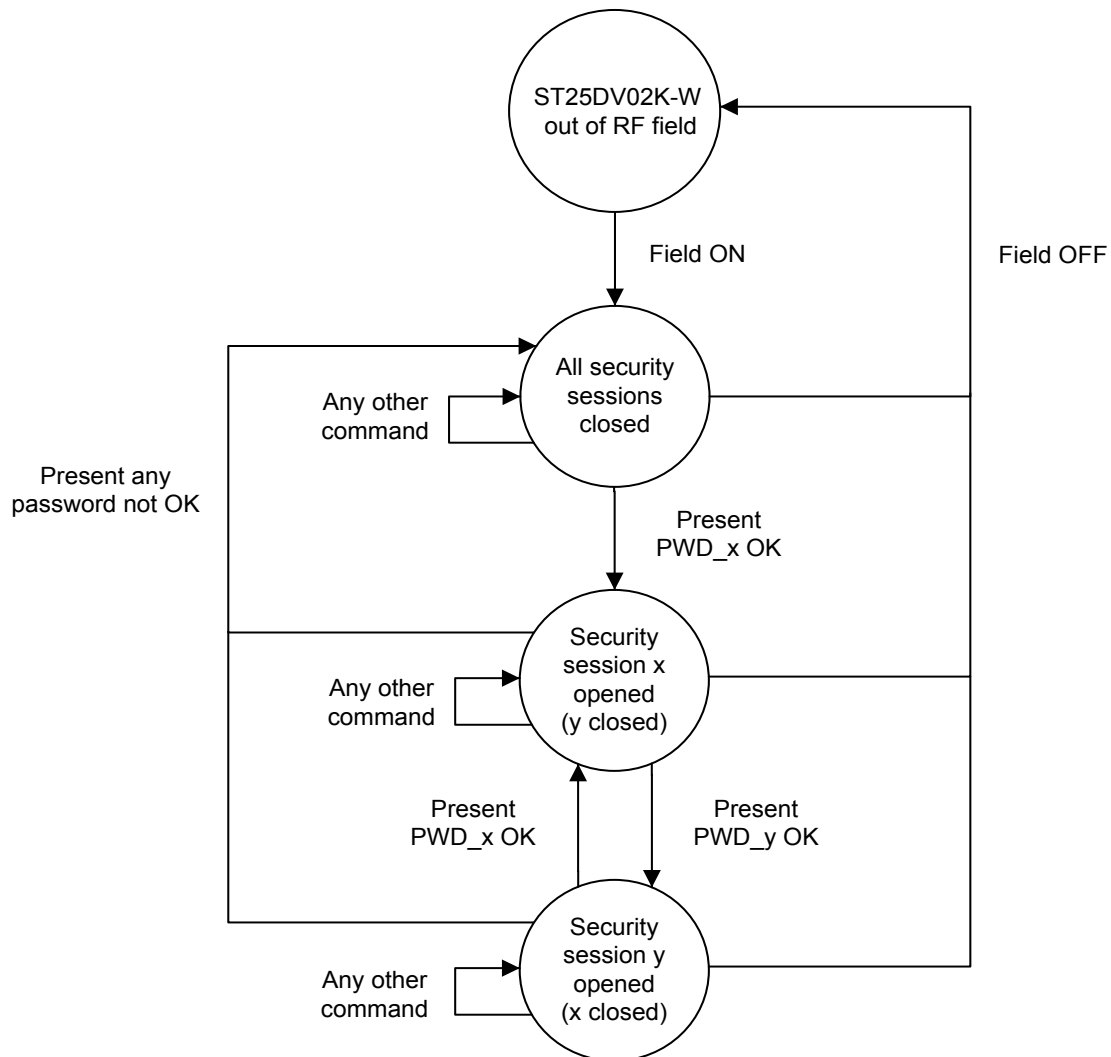 ST25DV02K-W
out of RF field
Field ON
Field OFF
All security
sessions
closed
Any other
command
Present any
password not OK
Present
PWD_x OK
Security
session x
opened
(y closed)
Any other
command
Present
PWD_x OK
Present
PWD_y OK
Security
session y
opened
(x closed)
Any other
command